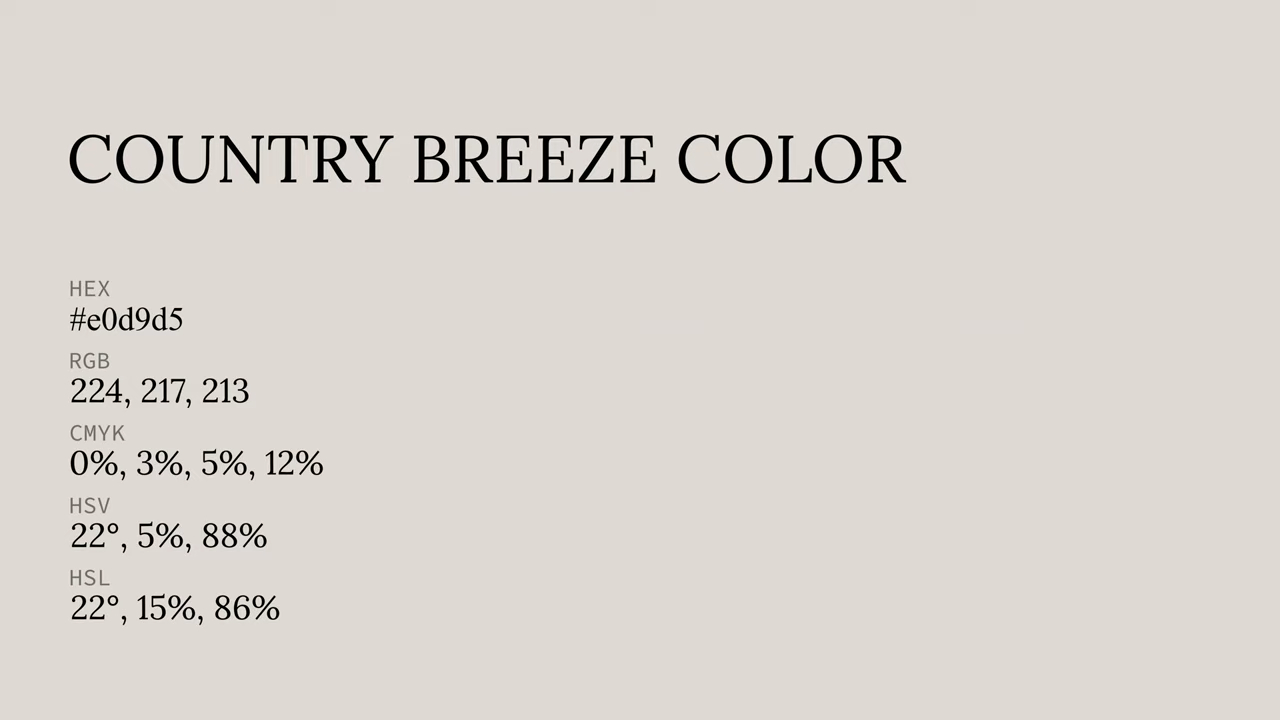 COUNTRY BREEZE COLOR
HEX
#e0d9d5
RGB
224, 217, 213
CMYK
0%, 3%, 5%, 12%
HSV
22°, 5%, 88%
HSL
22°, 15%, 86%